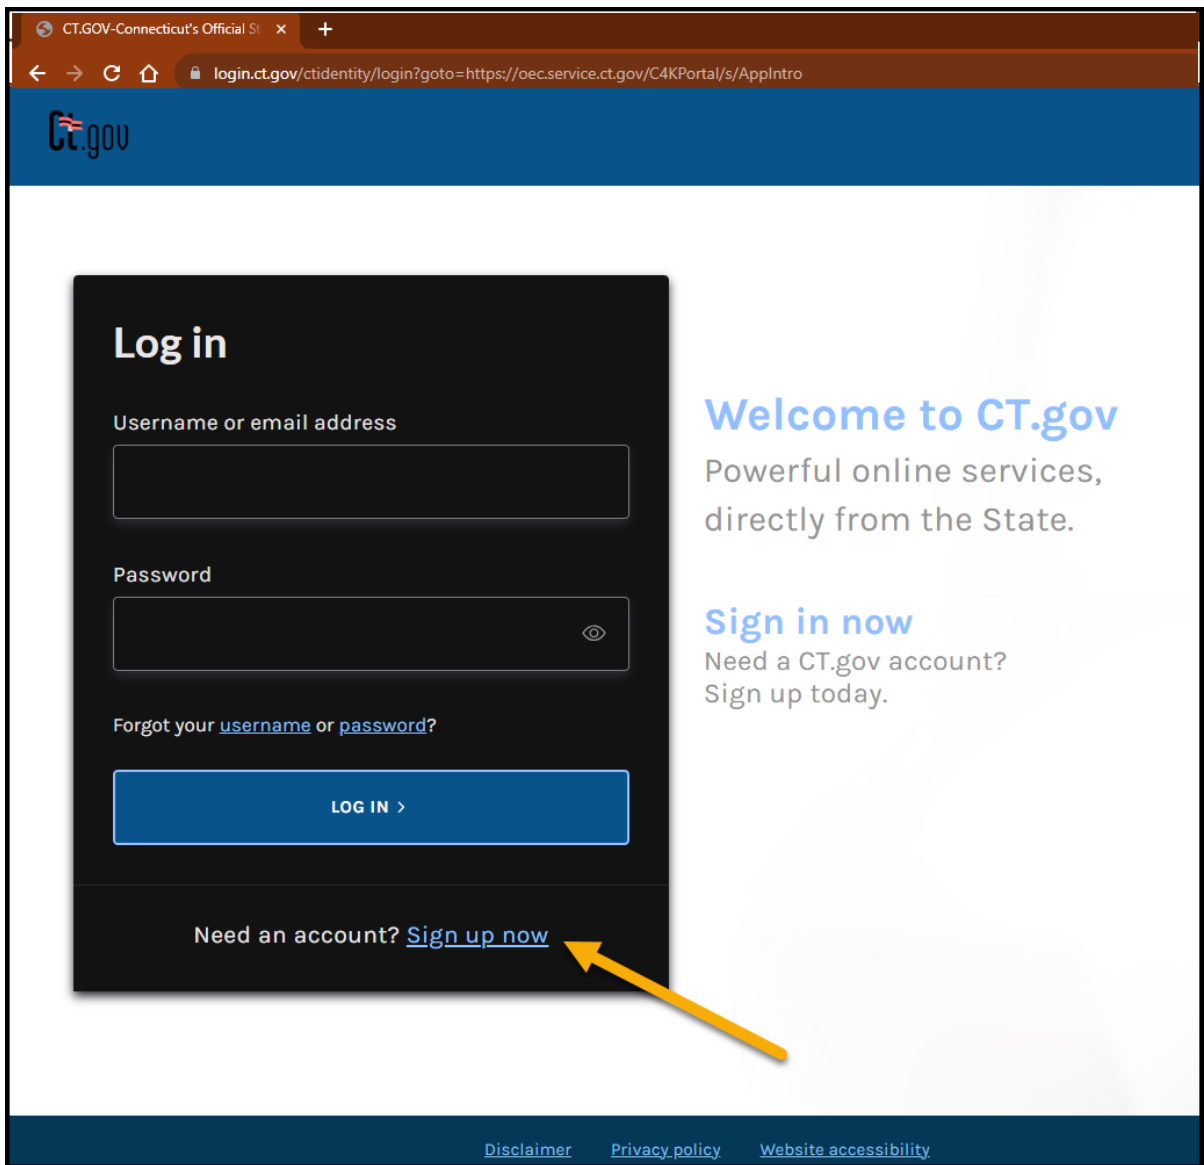 CT.GOV-Connecticut's Official St
login.ct.gov/ctidentity/login?goto=https://oec.service.ct.gov/C4KPortal/s/AppIntro
Ct.gov
Log in
Username or email address
Password
Forgot your username or password?
LOG IN >
Need an account? Sign up now
Welcome to CT.gov
Powerful online services,
directly from the State.
Sign in now
Need a CT.gov account?
Sign up today.
Disclaimer Privacy policy Website accessibility